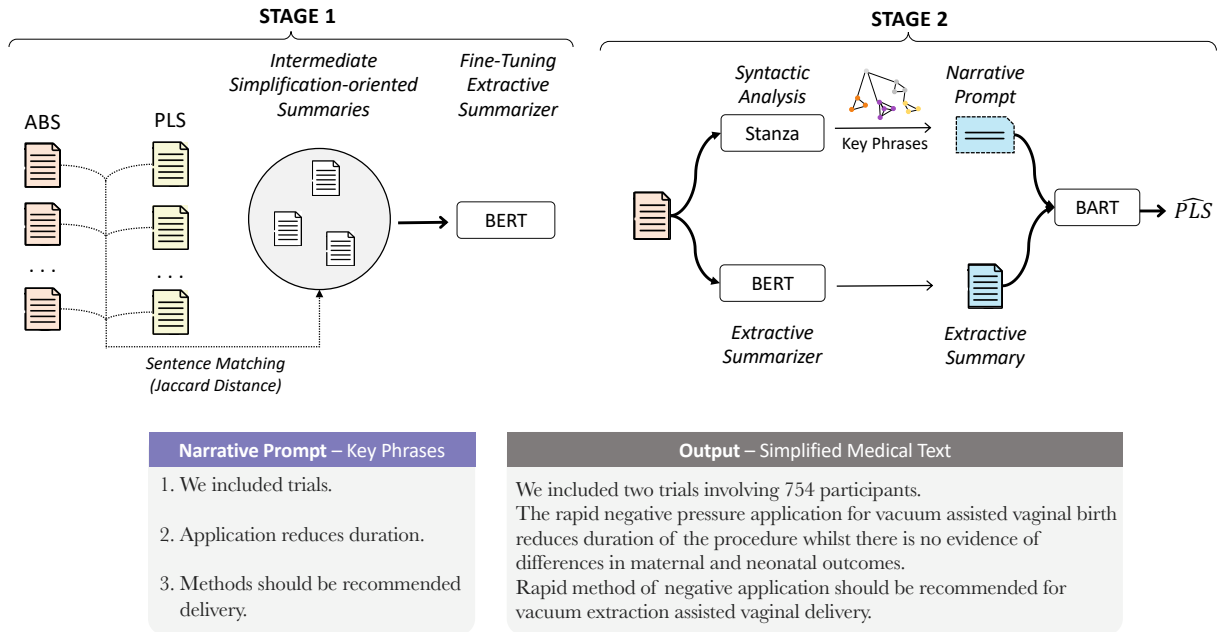 STAGE 1
Intermediate
Simplification-oriented
Summaries
Fine-Tuning
Extractive
Summarizer
ABS
PLS
BERT
. . .
. . .
Sentence Matching
(Jaccard Distance)
STAGE 2
Syntactic
Analysis
Narrative
Prompt
Stanza
Key Phrases
BART
\widehat{PLS}
BERT
Extractive
Summarizer
Extractive
Summary
Narrative Prompt – Key Phrases
1. We included trials.
2. Application reduces duration.
3. Methods should be recommended
delivery.
Output – Simplified Medical Text
We included two trials involving 754 participants.
The rapid negative pressure application for vacuum assisted vaginal birth
reduces duration of the procedure whilst there is no evidence of
differences in maternal and neonatal outcomes.
Rapid method of negative application should be recommended for
vacuum extraction assisted vaginal delivery.